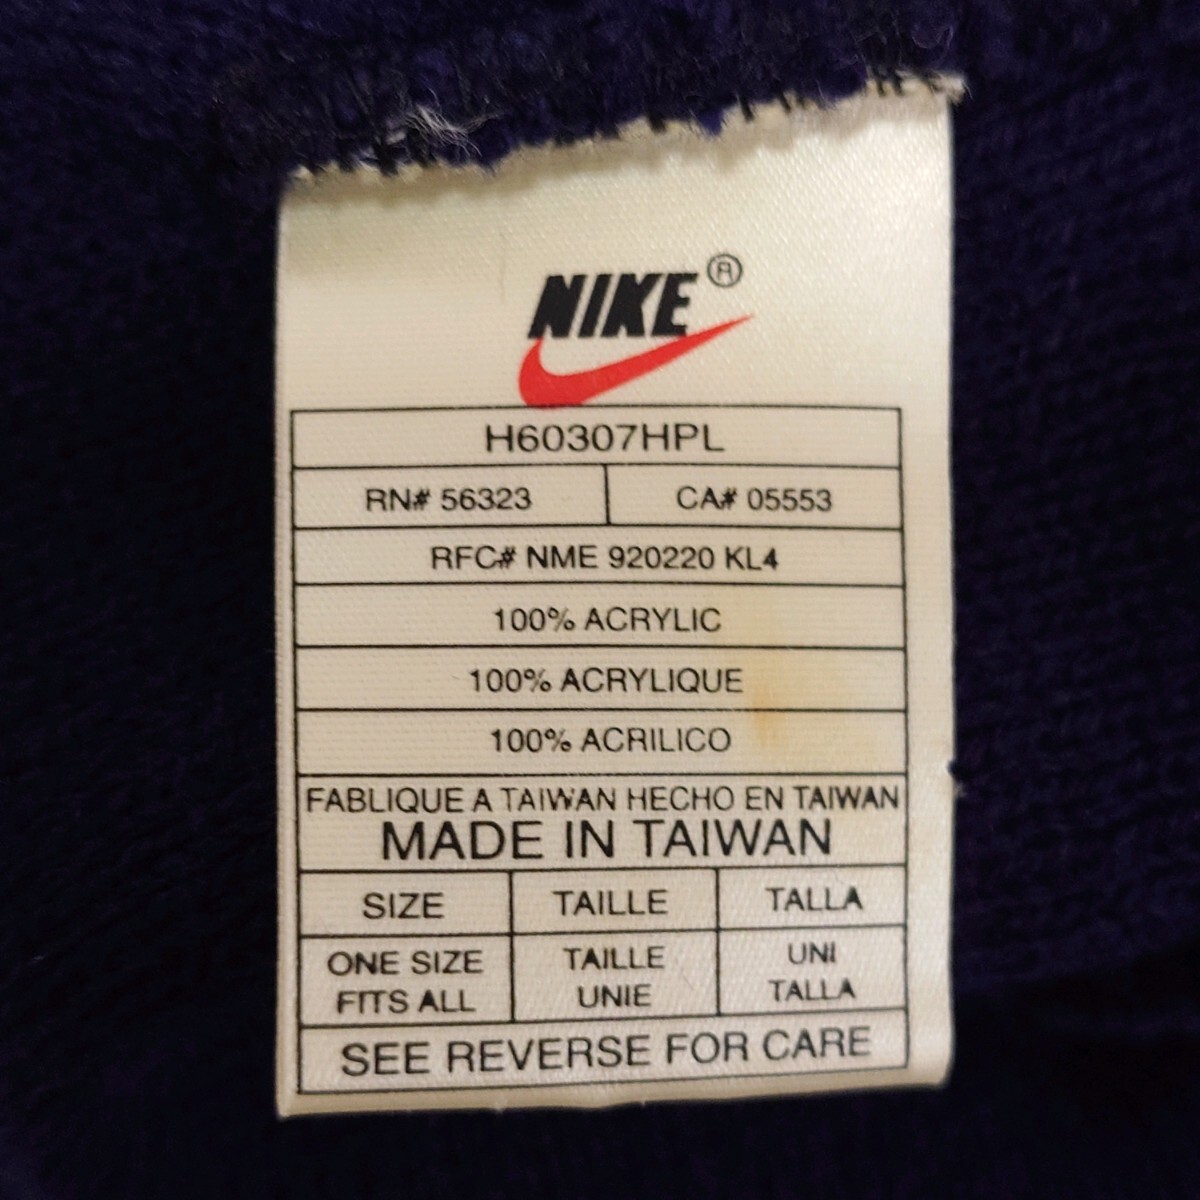 NIKE®
H60307HPL
RN# 56323 CA# 05553
RFC# NME 920220 KL4
100% ACRYLIC
100% ACRYLIQUE
100% ACRILICO
FABLIQUE A TAIWAN HECHO EN TAIWAN
MADE IN TAIWAN
SIZE TAILLE TALLA
ONE SIZE TAILLE UNI
FITS ALL UNIE TALLA
SEE REVERSE FOR CARE